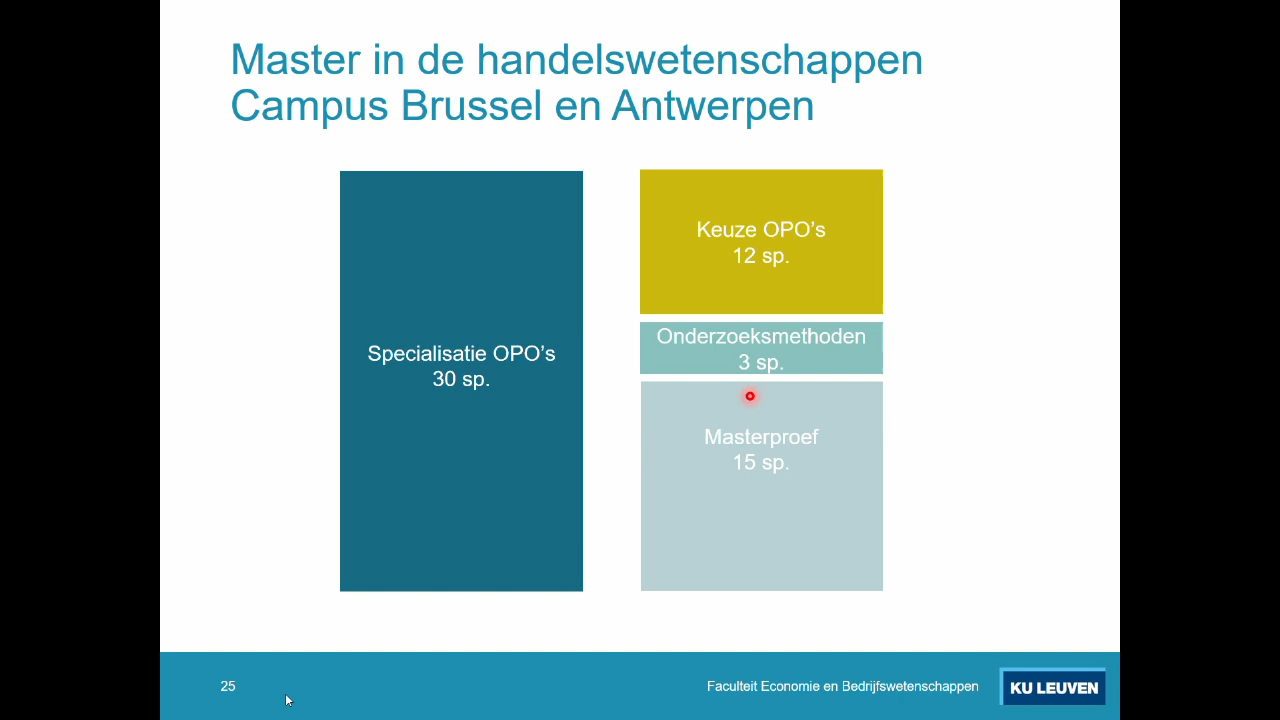 Master in de handelswetenschappen
Campus Brussel en Antwerpen
Specialisatie OPO's
30 sp.
Keuze OPO's
12 sp.
Onderzoeksmethoden
3 sp.
Masterproef
15 sp.
25
Faculteit Economie en Bedrijfswetenschappen
KU LEUVEN